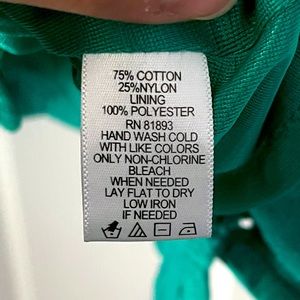 75% COTTON
25%NYLON
LINING
100% POLYESTER
RN 81893
HAND WASH COLD
WITH LIKE COLORS
ONLY NON-CHLORINE
BLEACH
WHEN NEEDED
LAY FLAT TO DRY
LOW IRON
IF NEEDED